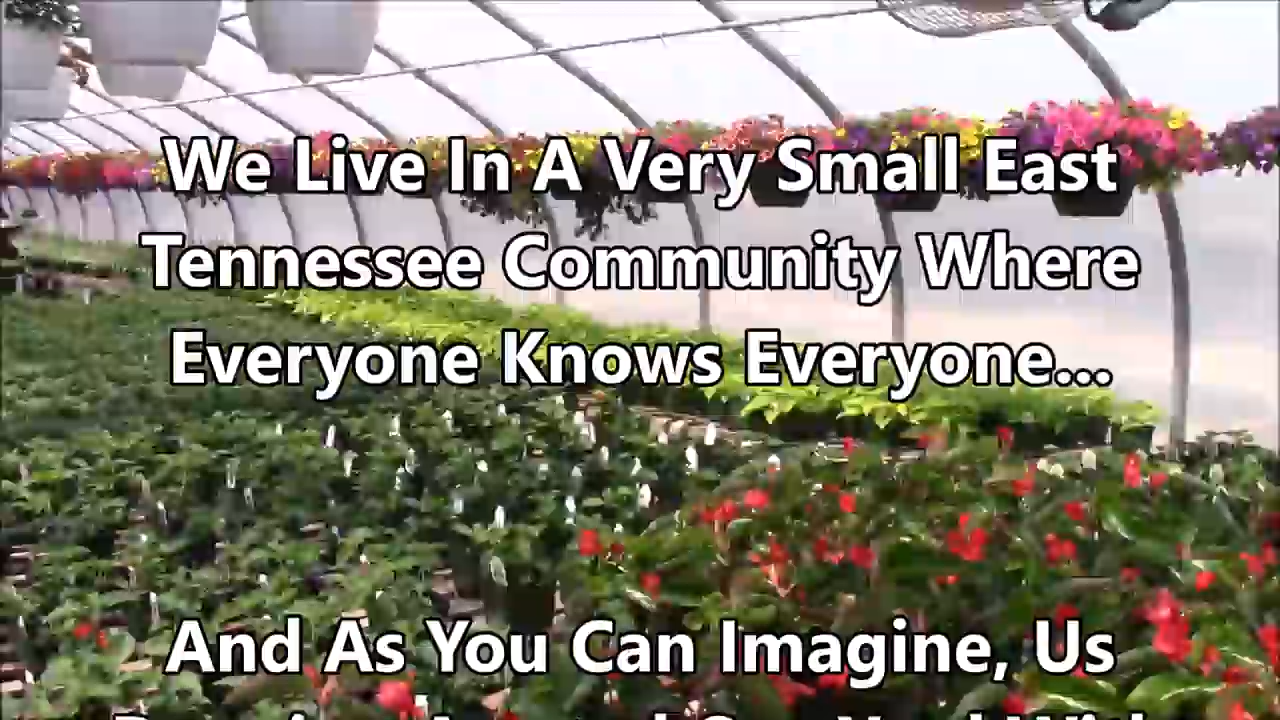 We Live In A Very Small East
Tennessee Community Where
Everyone Knows Everyone...
And As You Can Imagine, Us